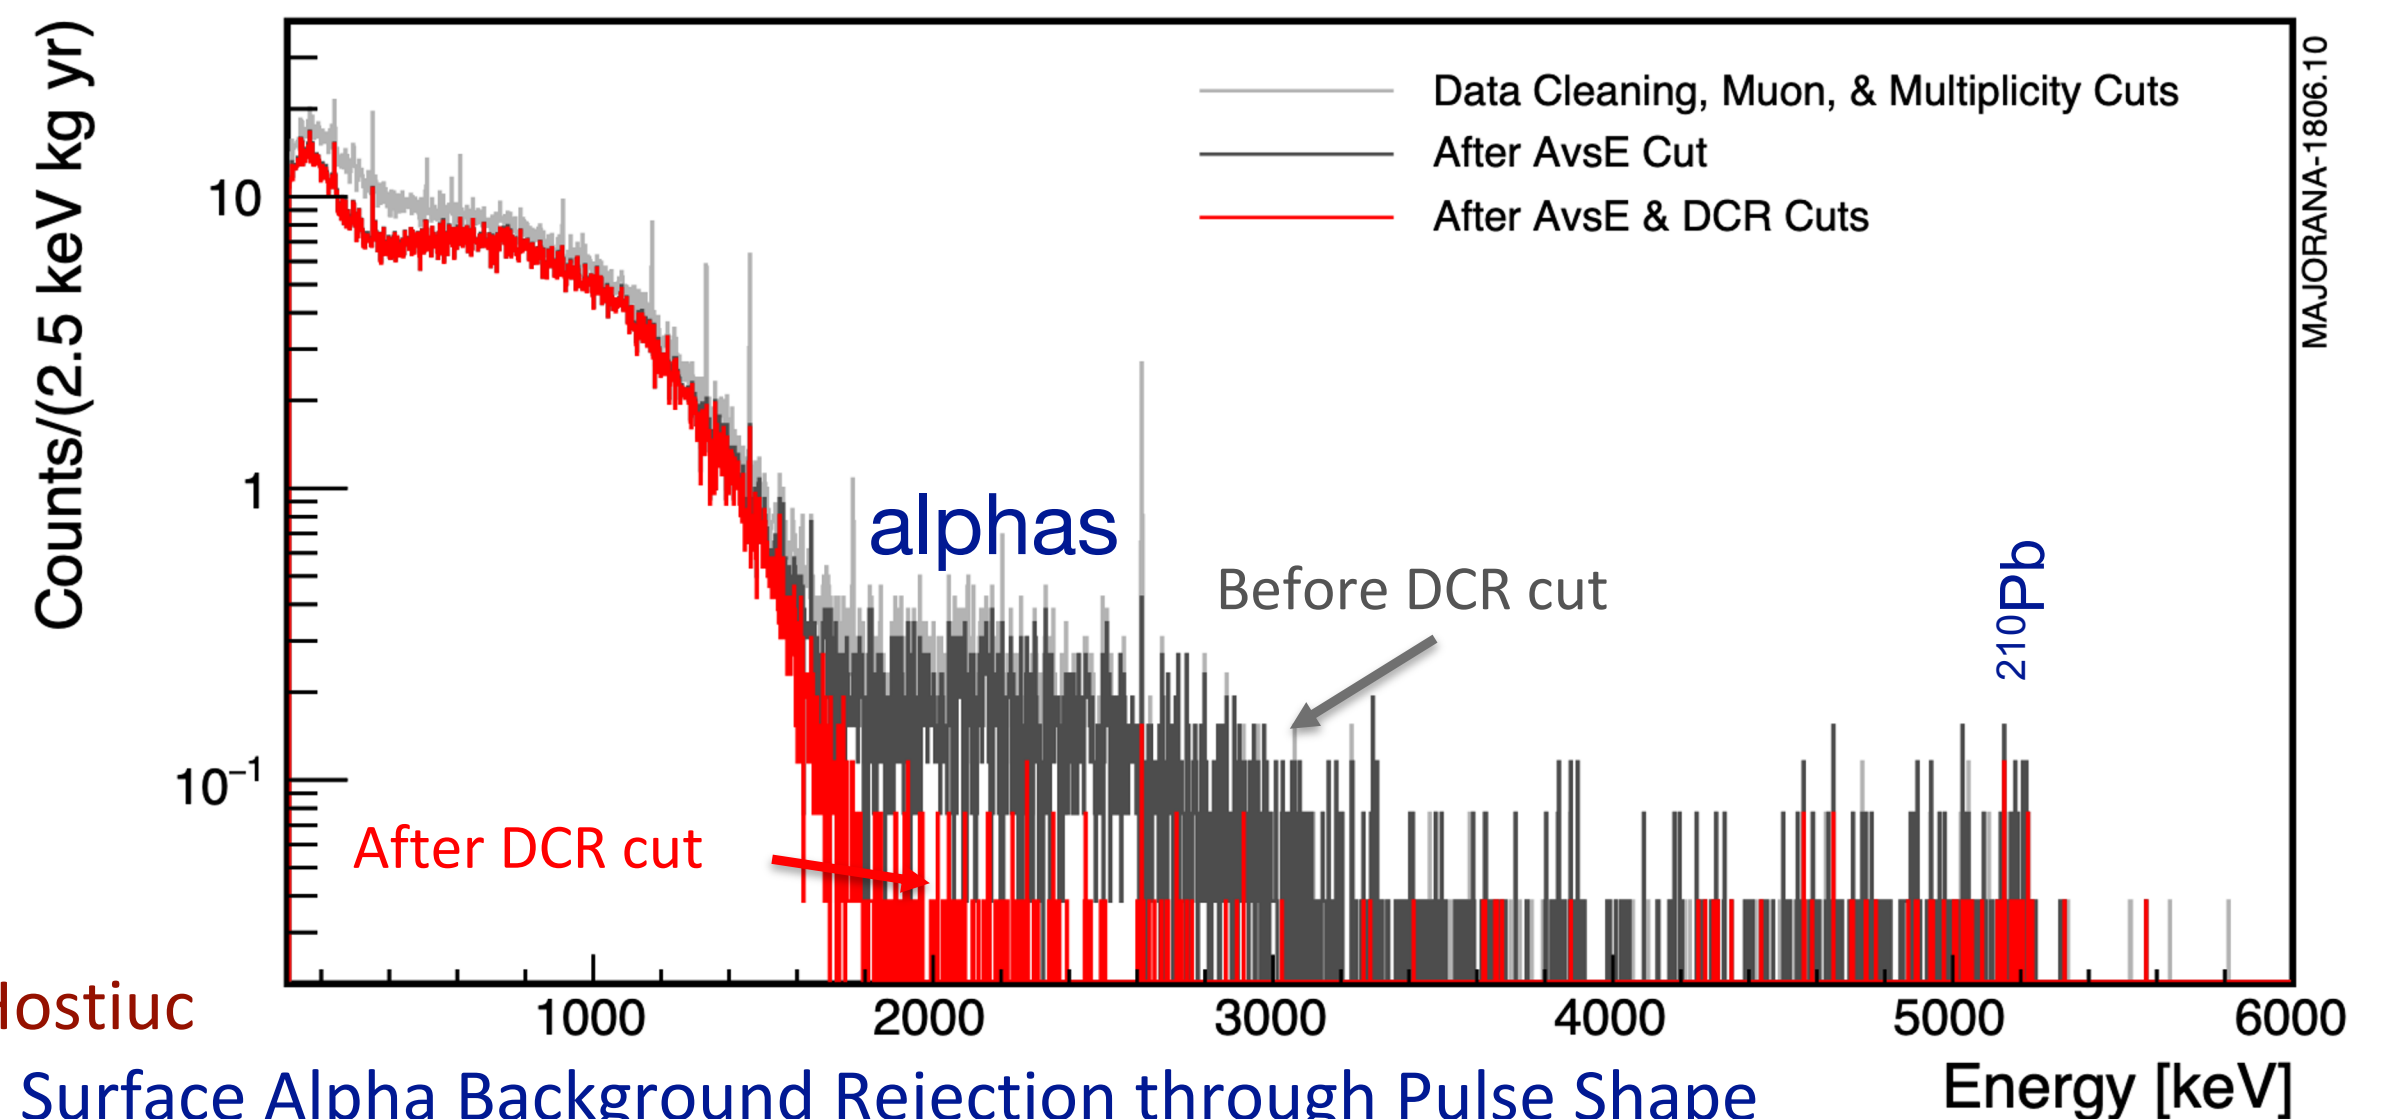 Counts/(2.5 keV kg yr)
10
1
10⁻¹
Data Cleaning, Muon, & Multiplicity Cuts
After AvsE Cut
After AvsE & DCR Cuts
MAJORANA-1806.10
alphas
Before DCR cut
²¹⁰Pb
After DCR cut
1000 2000 3000 4000 5000 6000
Energy [keV]
Hostiuc
Surface Alpha Background Rejection through Pulse Shape